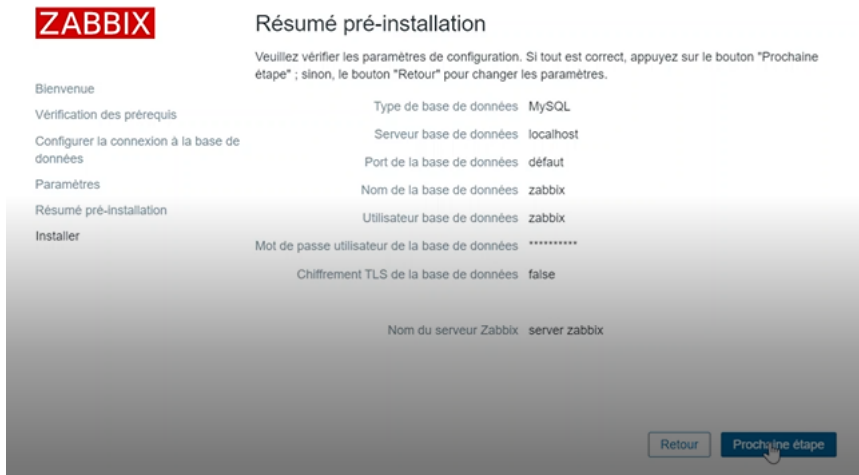 ZABBIX
Résumé pré-installation
Veuillez vérifier les paramètres de configuration. Si tout est correct, appuyez sur le bouton "Prochaine
étape" ; sinon, le bouton "Retour" pour changer les paramètres.
Bienvenue
Vérification des prérequis
Configurer la connexion à la base de
données
Paramètres
Résumé pré-installation
Installer
Type de base de données MySQL
Serveur base de données localhost
Port de la base de données défaut
Nom de la base de données zabbix
Utilisateur base de données zabbix
Mot de passe utilisateur de la base de données **********
Chiffrement TLS de la base de données false
Nom du serveur Zabbix server zabbix
Retour
Prochaine étape